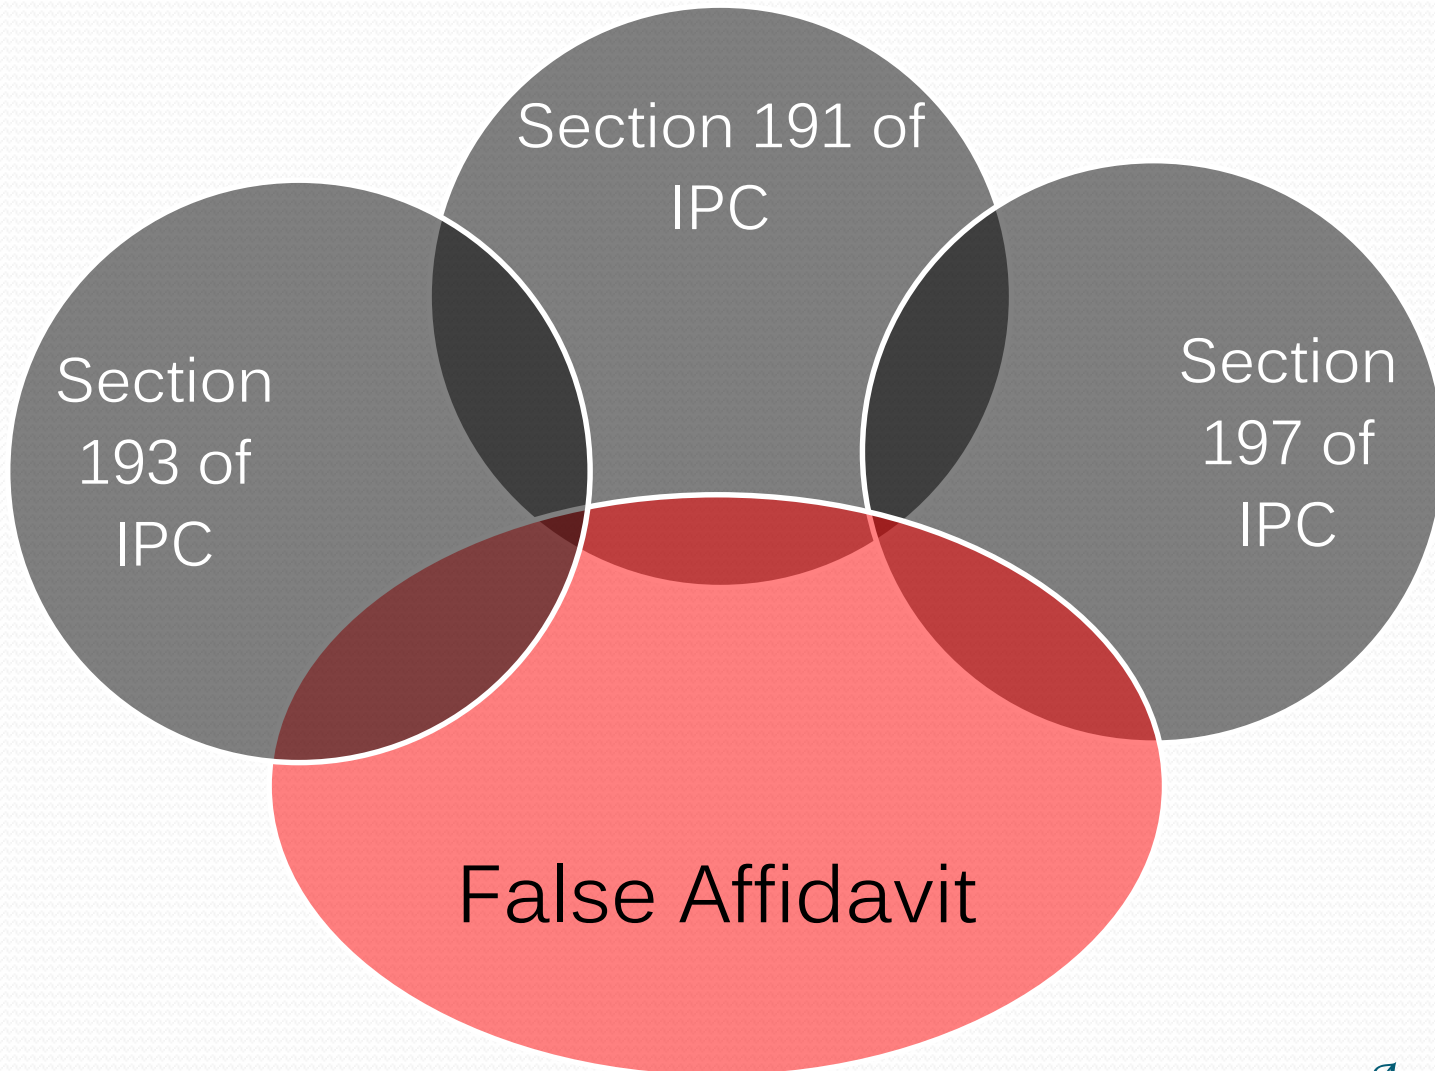 Section 191 of
IPC
Section
193 of
IPC
Section
197 of
IPC
False Affidavit